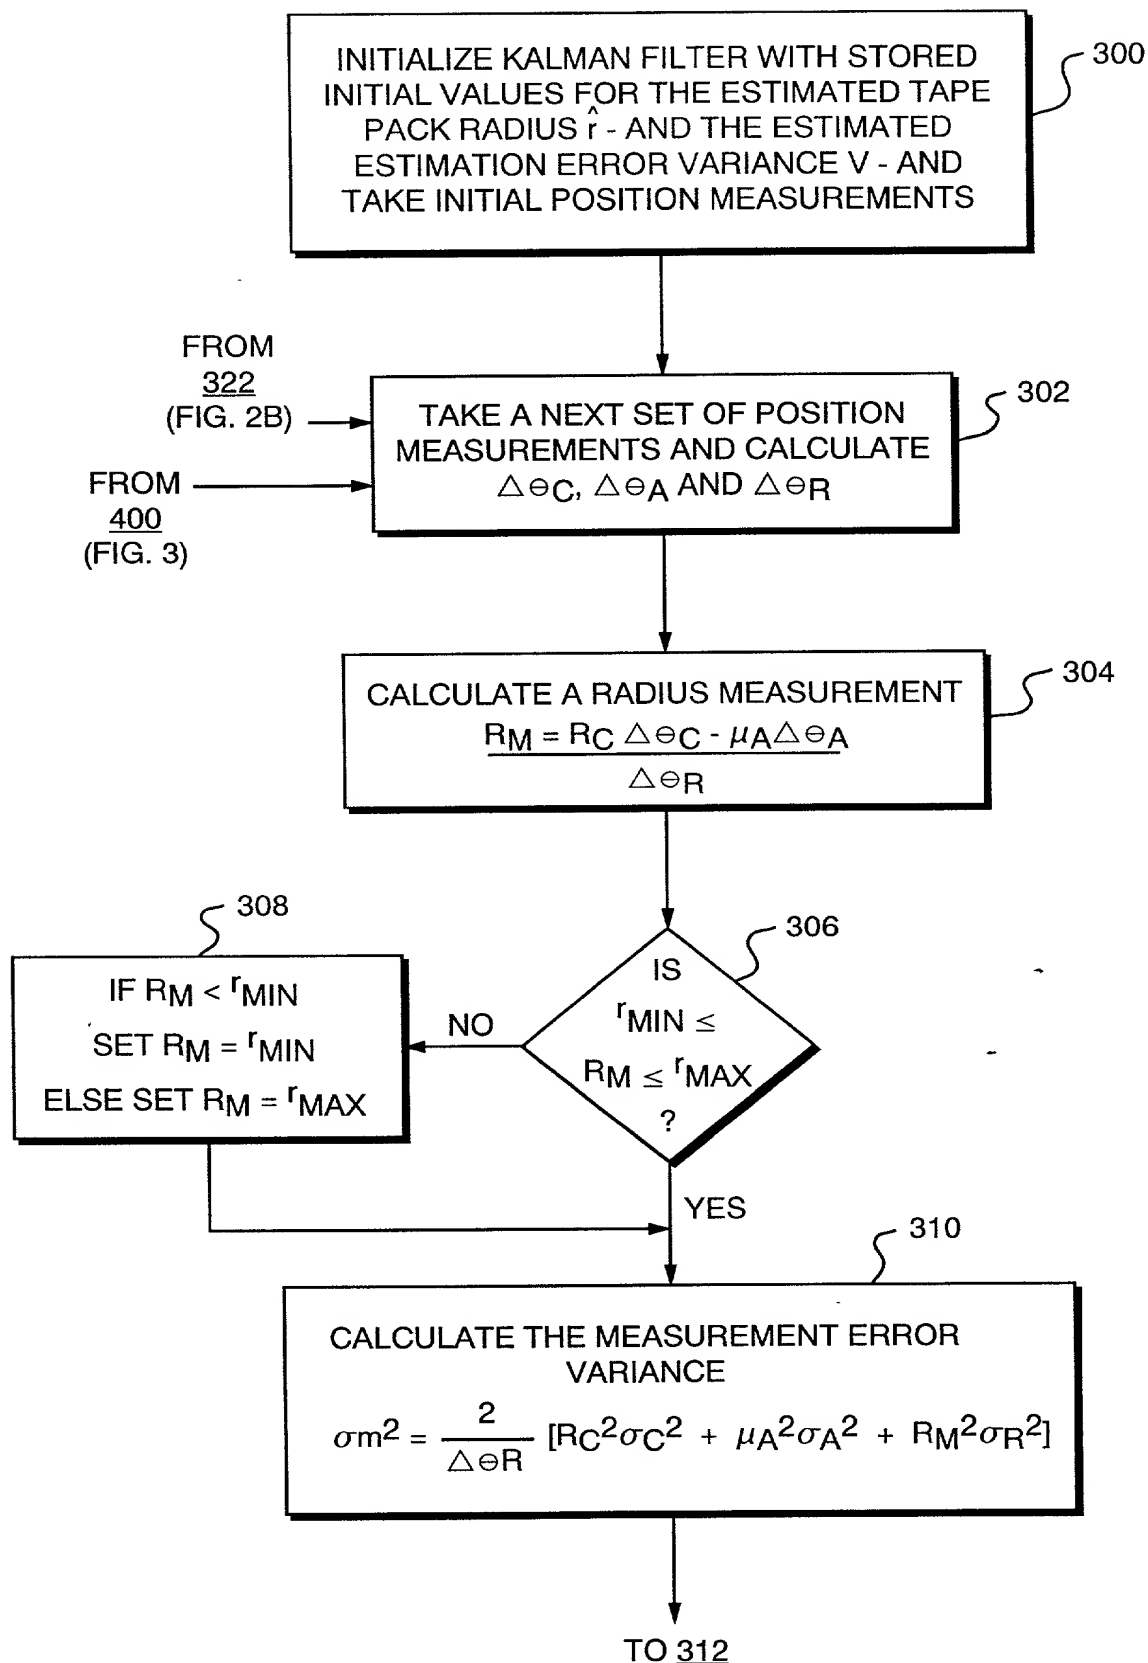 INITIALIZE KALMAN FILTER WITH STORED
INITIAL VALUES FOR THE ESTIMATED TAPE
PACK RADIUS r̂ - AND THE ESTIMATED
ESTIMATION ERROR VARIANCE V - AND
TAKE INITIAL POSITION MEASUREMENTS
300
FROM
322
(FIG. 2B)
FROM
400
(FIG. 3)
TAKE A NEXT SET OF POSITION
MEASUREMENTS AND CALCULATE
△ΘC, △ΘA AND △ΘR
302
CALCULATE A RADIUS MEASUREMENT
RM = RC △ΘC - μA△ΘA
△ΘR
304
308
IF RM < rMIN
SET RM = rMIN
ELSE SET RM = rMAX
NO
306
IS
rMIN ≤
RM ≤ rMAX
?
YES
310
CALCULATE THE MEASUREMENT ERROR
VARIANCE
σm² = 2 / △ΘR [RC²σC² + μA²σA² + RM²σR²]
TO 312